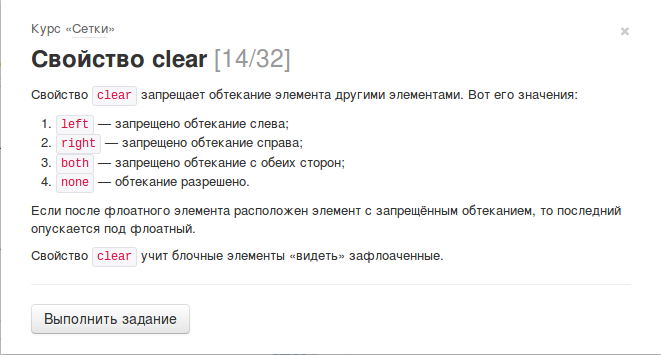 Курс «Сетки»
×
Свойство clear [14/32]
Свойство clear запрещает обтекание элемента другими элементами. Вот его значения:
1. left — запрещено обтекание слева;
2. right — запрещено обтекание справа;
3. both — запрещено обтекание с обеих сторон;
4. none — обтекание разрешено.
Если после флоатного элемента расположен элемент с запрещённым обтеканием, то последний
опускается под флоатный.
Свойство clear учит блочные элементы «видеть» зафлоаченные.
Выполнить задание